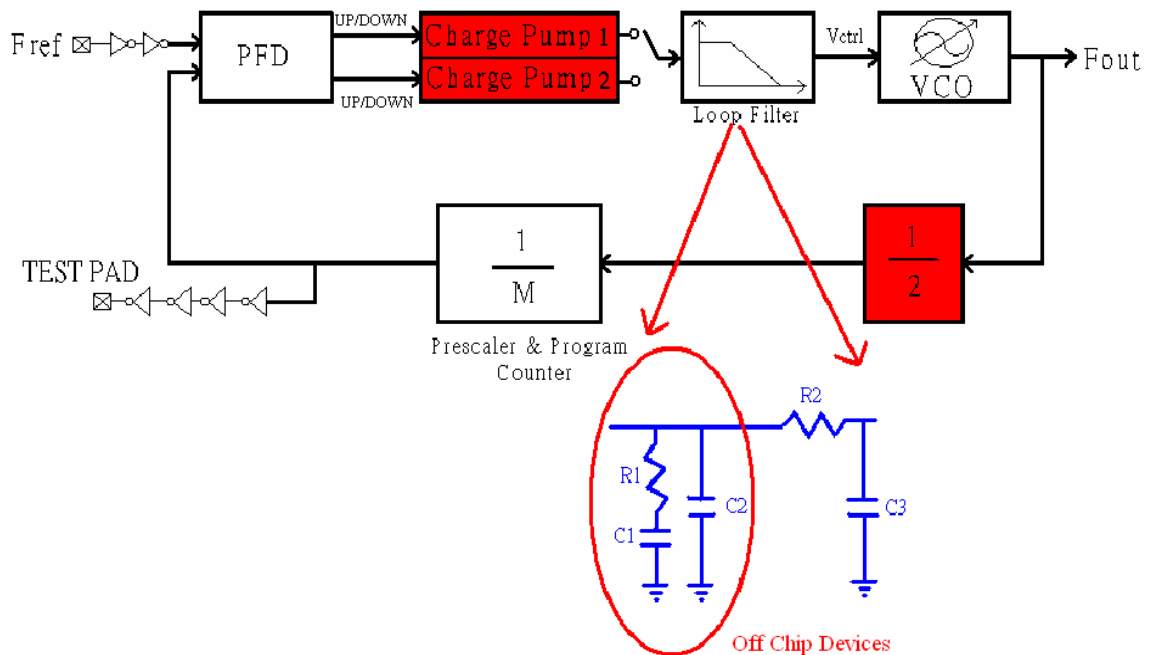 UP/DOWN
Fref
PFD
Charge Pump 1
Charge Pump 2
UP/DOWN
Loop Filter
Vctrl
VCO
Fout
TEST PAD
1
M
Prescaler & Program
Counter
1
2
R1
C1
C2
R2
C3
Off Chip Devices